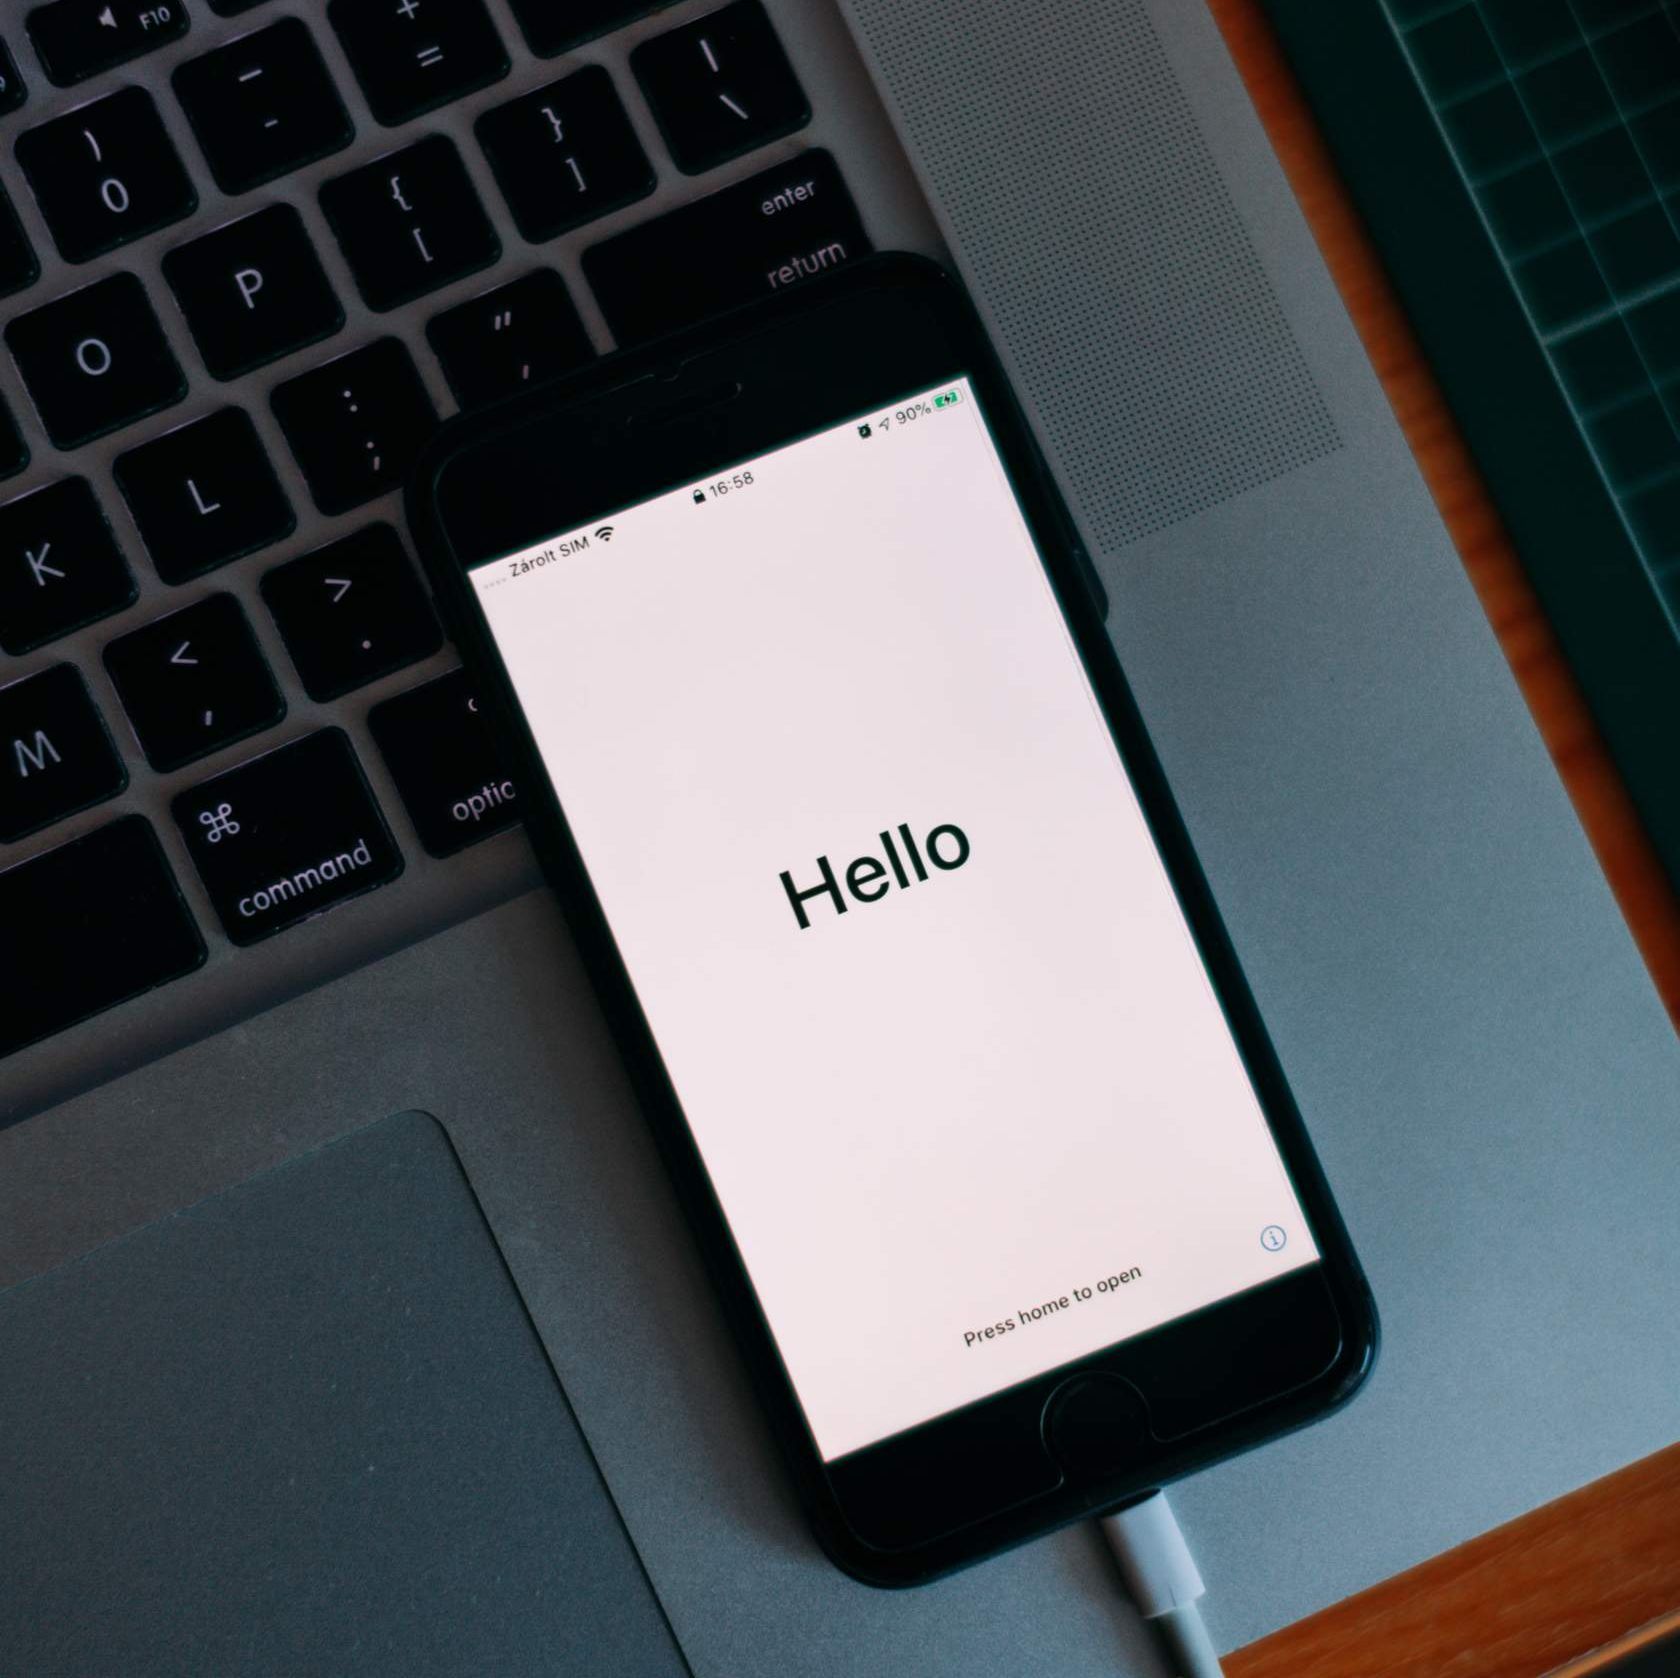 F10
+
=
|
\
_
-
}
]
)
0
{
[
enter
return
P
"
'
O
:
;
L
K
>
.
<
,
M
⌘
command
optio
Zárolt SIM
16:58
90%
Hello
Press home to open
i